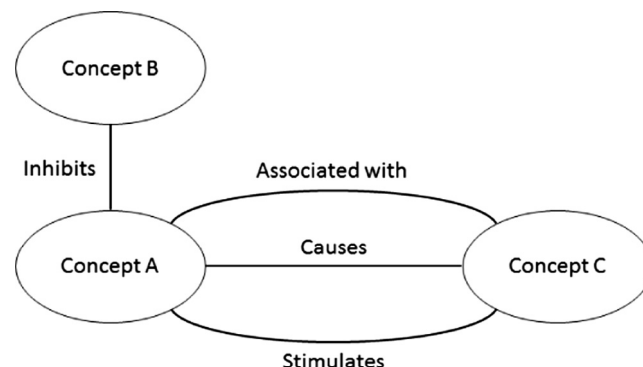 Concept B
Inhibits
Associated with
Concept A
Causes
Concept C
Stimulates